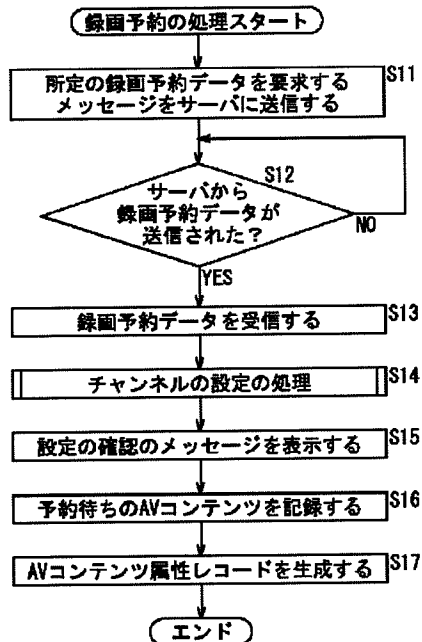 録画予約の処理スタート
S11
所定の録画予約データを要求する
メッセージをサーバに送信する
S12
サーバから
録画予約データが
送信された？
NO
YES
S13
録画予約データを受信する
S14
チャンネルの設定の処理
S15
設定の確認のメッセージを表示する
S16
予約待ちのAVコンテンツを記録する
S17
AVコンテンツ属性レコードを生成する
エンド